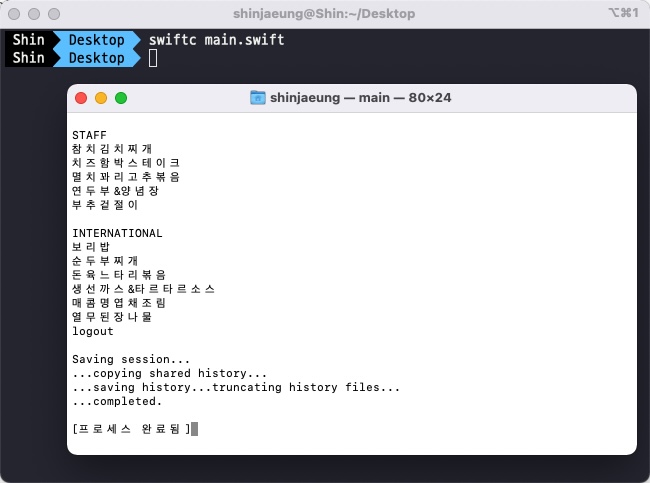 shinjaeung@Shin:~/Desktop
⌥⌘1
Shin Desktop swiftc main.swift
Shin Desktop
shinjaeung — main — 80×24
STAFF
참치김치찌개
치즈함박스테이크
멸치꽈리고추볶음
연두부&양념장
부추겉절이
INTERNATIONAL
보리밥
순두부찌개
돈육느타리볶음
생선까스&타르타르소스
매콤명엽채조림
열무된장나물
logout
Saving session...
...copying shared history...
...saving history...truncating history files...
...completed.
[프로세스 완료됨]